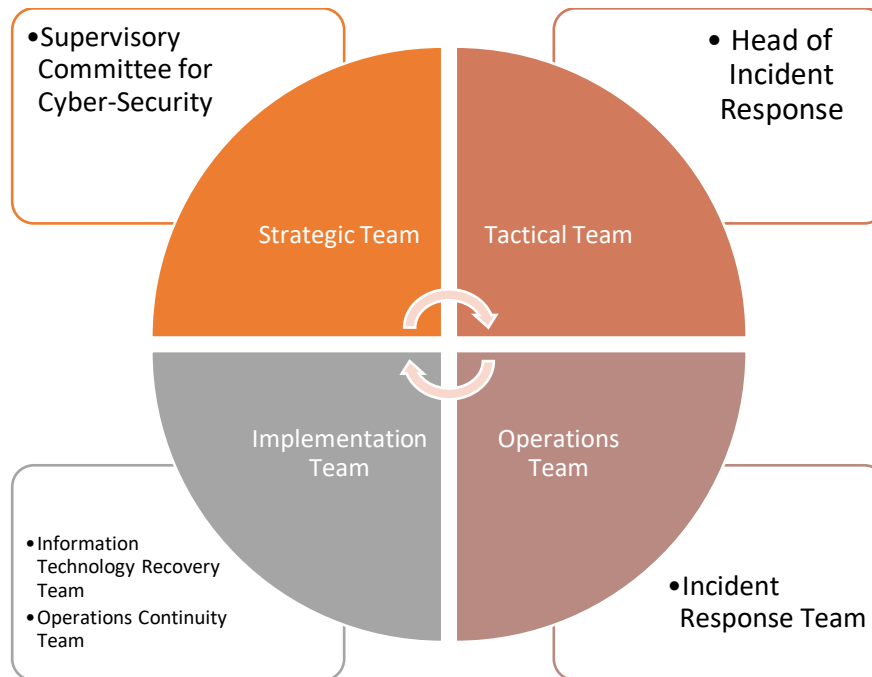 •Supervisory
Committee for
Cyber-Security
• Head of
Incident
Response
Strategic Team
Tactical Team
Implementation
Team
Operations
Team
•Information
Technology Recovery
Team
•Operations Continuity
Team
•Incident
Response Team